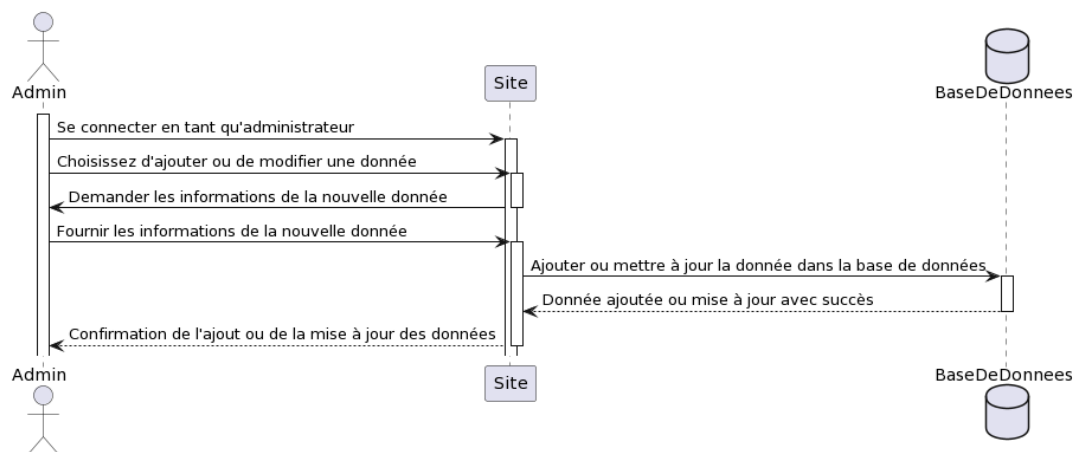 Admin
Site
BaseDeDonnees
Se connecter en tant qu'administrateur
Choisissez d'ajouter ou de modifier une donnée
Demander les informations de la nouvelle donnée
Fournir les informations de la nouvelle donnée
Ajouter ou mettre à jour la donnée dans la base de données
Donnée ajoutée ou mise à jour avec succès
Confirmation de l'ajout ou de la mise à jour des données
Admin
Site
BaseDeDonnees